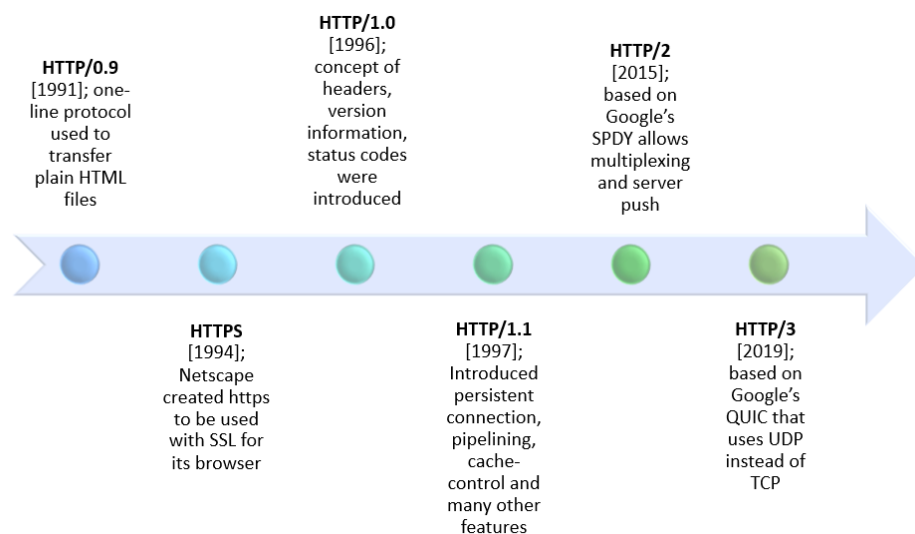 HTTP/0.9
[1991]; one-
line protocol
used to
transfer
plain HTML
files
HTTPS
[1994];
Netscape
created https
to be used
with SSL for
its browser
HTTP/1.0
[1996];
concept of
headers,
version
information,
status codes
were
introduced
HTTP/1.1
[1997];
Introduced
persistent
connection,
pipelining,
cache-
control and
many other
features
HTTP/2
[2015];
based on
Google's
SPDY allows
multiplexing
and server
push
HTTP/3
[2019];
based on
Google's
QUIC that
uses UDP
instead of
TCP